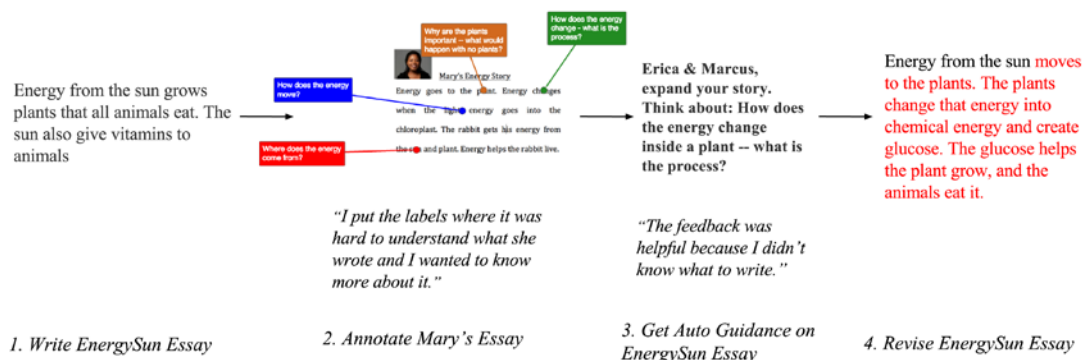 Energy from the sun grows
plants that all animals eat. The
sun also give vitamins to
animals
Why are the plants
important -- what would
happen with no plants?
How does the energy
change - what is the
process?
How does the energy
move?
Where does the energy
come from?
Mary's Energy Story
Energy goes to the plant. Energy changes
when the light energy goes into the
chloroplast. The rabbit gets his energy from
the sun and plant. Energy helps the rabbit live.
"I put the labels where it was
hard to understand what she
wrote and I wanted to know
more about it."
Erica & Marcus,
expand your story.
Think about: How does
the energy change
inside a plant -- what is
the process?
"The feedback was
helpful because I didn't
know what to write."
Energy from the sun moves
to the plants. The plants
change that energy into
chemical energy and create
glucose. The glucose helps
the plant grow, and the
animals eat it.
1. Write EnergySun Essay
2. Annotate Mary's Essay
3. Get Auto Guidance on
EnergySun Essay
4. Revise EnergySun Essay